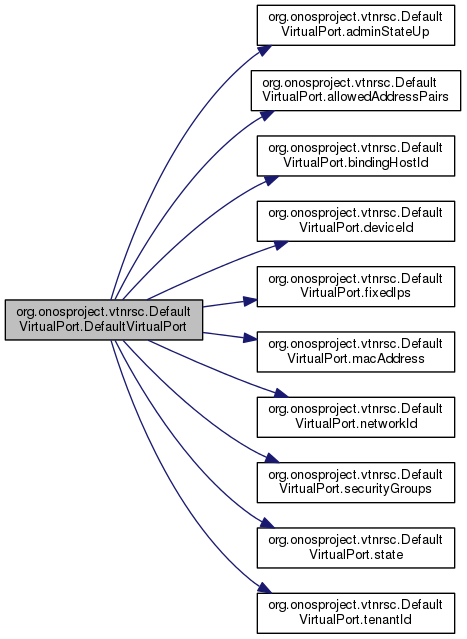 org.onosproject.vtnrsc.Default
VirtualPort.adminStateUp
org.onosproject.vtnrsc.Default
VirtualPort.allowedAddressPairs
org.onosproject.vtnrsc.Default
VirtualPort.bindingHostId
org.onosproject.vtnrsc.Default
VirtualPort.deviceId
org.onosproject.vtnrsc.Default
VirtualPort.fixedIps
org.onosproject.vtnrsc.Default
VirtualPort.DefaultVirtualPort
org.onosproject.vtnrsc.Default
VirtualPort.macAddress
org.onosproject.vtnrsc.Default
VirtualPort.networkId
org.onosproject.vtnrsc.Default
VirtualPort.securityGroups
org.onosproject.vtnrsc.Default
VirtualPort.state
org.onosproject.vtnrsc.Default
VirtualPort.tenantId